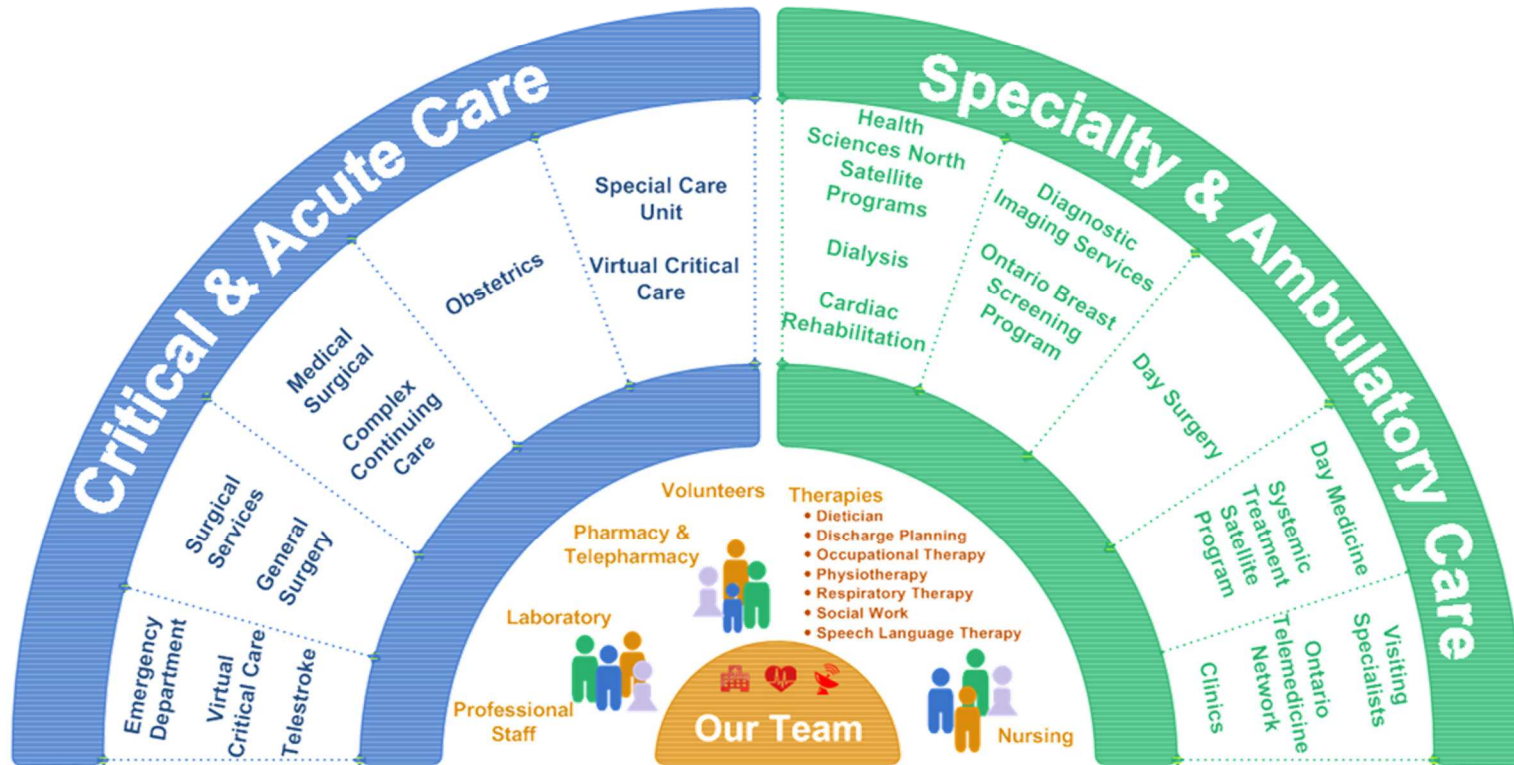 Critical & Acute Care
Emergency
Department
Virtual
Critical Care
Telestroke
Surgical
Services
General
Surgery
Medical
Surgical
Complex
Continuing
Care
Obstetrics
Special Care
Unit
Virtual Critical
Care
Specialty & Ambulatory Care
Health
Sciences North
Satellite
Programs
Dialysis
Cardiac
Rehabilitation
Diagnostic
Imaging Services
Ontario Breast
Screening
Program
Day Surgery
Day Medicine
Systemic
Treatment
Satellite
Program
Visiting
Specialists
Ontario
Telemedicine
Network
Clinics
Volunteers
Pharmacy &
Telepharmacy
Laboratory
Professional
Staff
Therapies
• Dietician
• Discharge Planning
• Occupational Therapy
• Physiotherapy
• Respiratory Therapy
• Social Work
• Speech Language Therapy
Nursing
Our Team